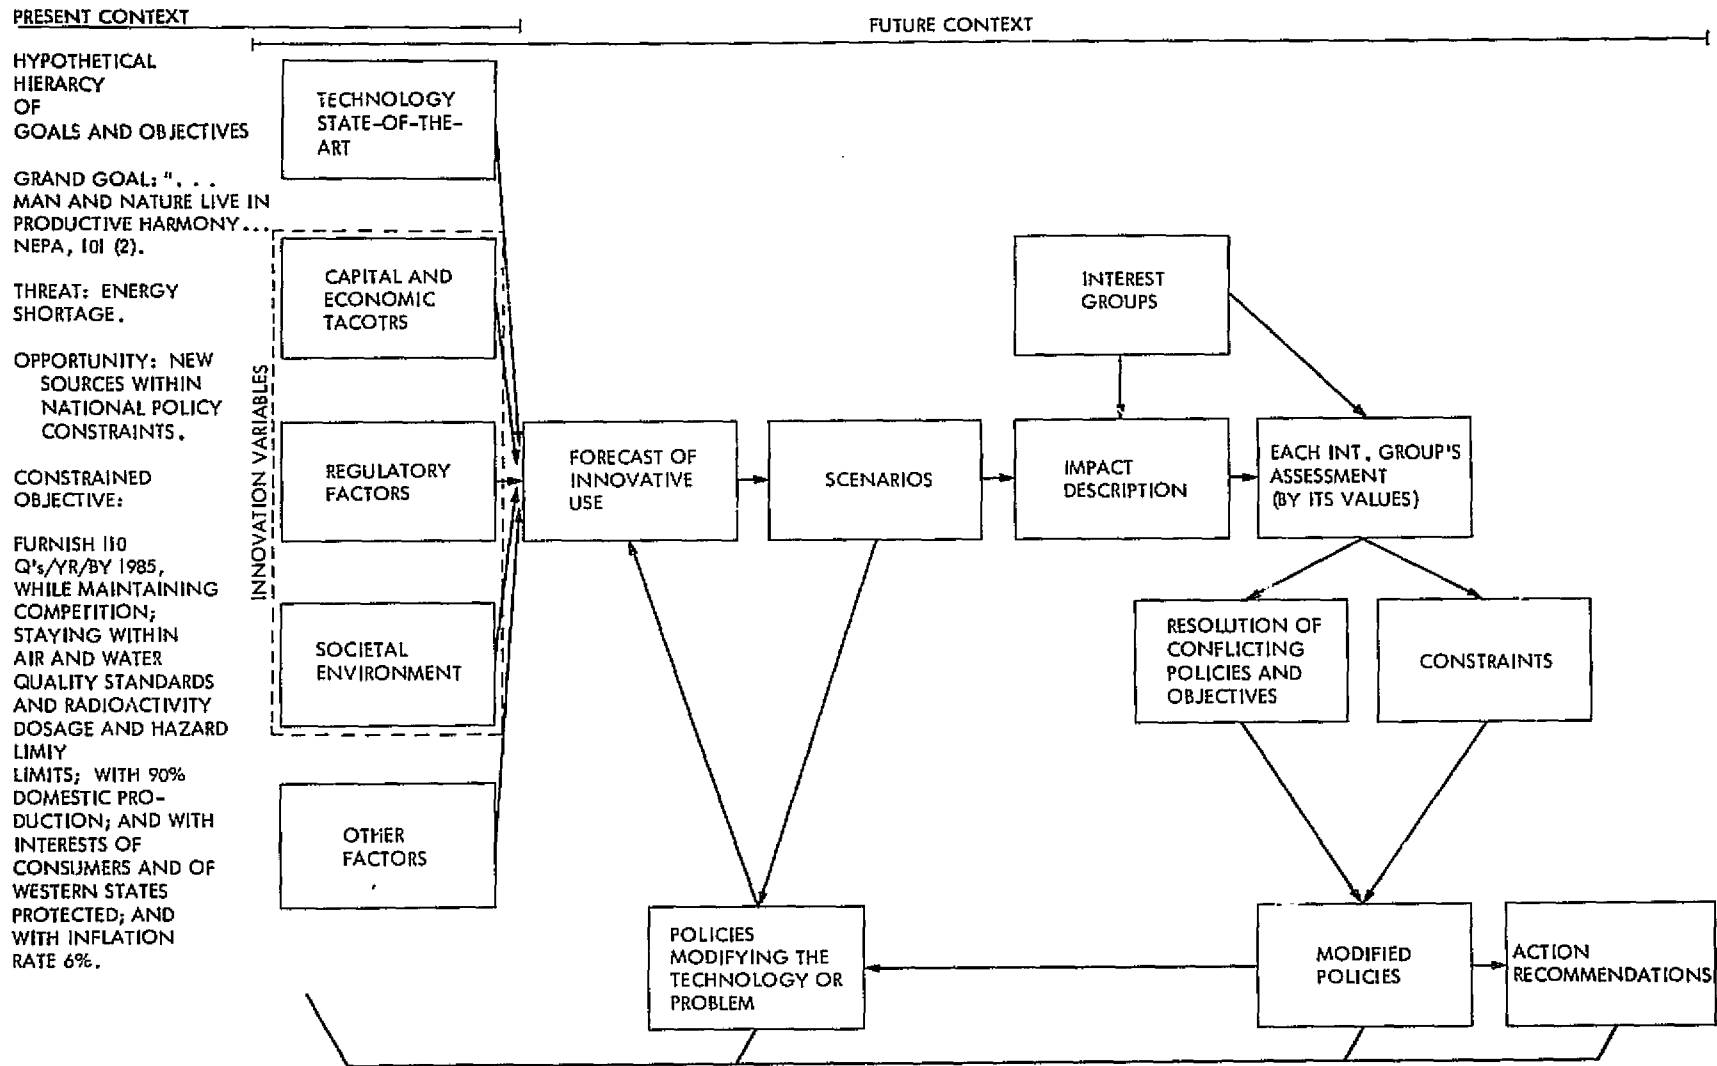 PRESENT CONTEXT
FUTURE CONTEXT
HYPOTHETICAL
HIERARCY
OF
GOALS AND OBJECTIVES
GRAND GOAL: ". . .
MAN AND NATURE LIVE IN
PRODUCTIVE HARMONY...
NEPA, 101 (2).
THREAT: ENERGY
SHORTAGE.
OPPORTUNITY: NEW
SOURCES WITHIN
NATIONAL POLICY
CONSTRAINTS.
CONSTRAINED
OBJECTIVE:
FURNISH 110
Q's/YR/BY 1985,
WHILE MAINTAINING
COMPETITION;
STAYING WITHIN
AIR AND WATER
QUALITY STANDARDS
AND RADIOACTIVITY
DOSAGE AND HAZARD
LIMIY
LIMITS; WITH 90%
DOMESTIC PRO-
DUCTION; AND WITH
INTERESTS OF
CONSUMERS AND OF
WESTERN STATES
PROTECTED; AND
WITH INFLATION
RATE 6%.
INNOVATION VARIABLES
TECHNOLOGY
STATE-OF-THE-
ART
CAPITAL AND
ECONOMIC
TACOTRS
REGULATORY
FACTORS
SOCIETAL
ENVIRONMENT
OTHER
FACTORS
FORECAST OF
INNOVATIVE
USE
SCENARIOS
INTEREST
GROUPS
IMPACT
DESCRIPTION
EACH INT. GROUP'S
ASSESSMENT
(BY ITS VALUES)
RESOLUTION OF
CONFLICTING
POLICIES AND
OBJECTIVES
CONSTRAINTS
POLICIES
MODIFYING THE
TECHNOLOGY OR
PROBLEM
MODIFIED
POLICIES
ACTION
RECOMMENDATIONS